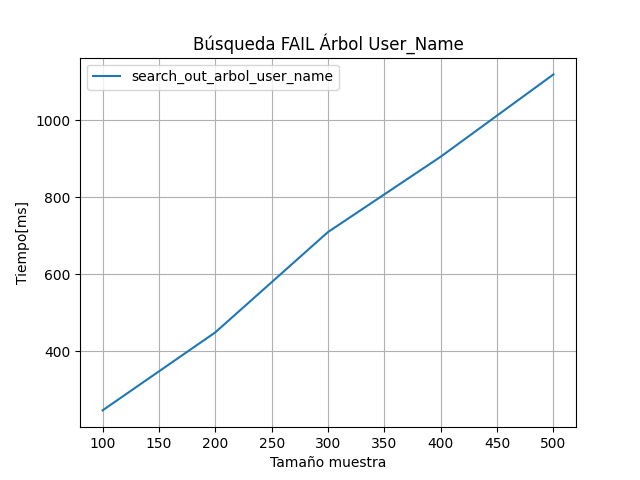 Búsqueda FAIL Árbol User_Name
search_out_arbol_user_name
1000
800
600
400
Tiempo[ms]
100 150 200 250 300 350 400 450 500
Tamaño muestra